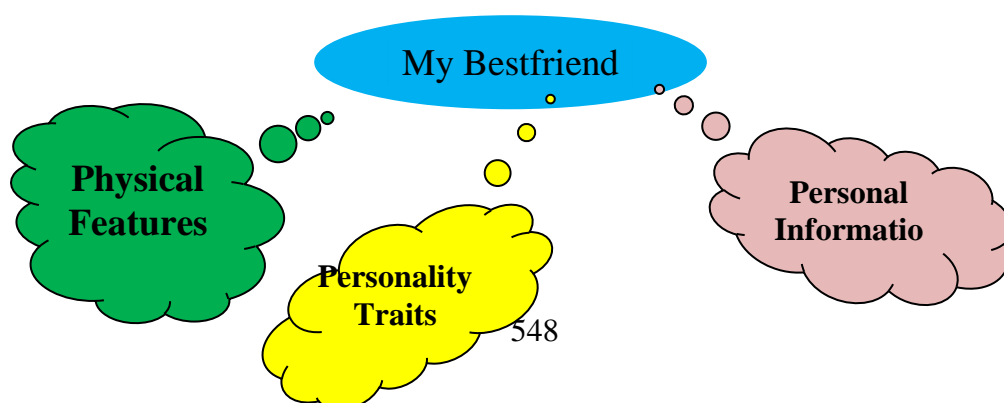 My Bestfriend
Physical
Features
Personality
Traits
Personal
Informatio
548